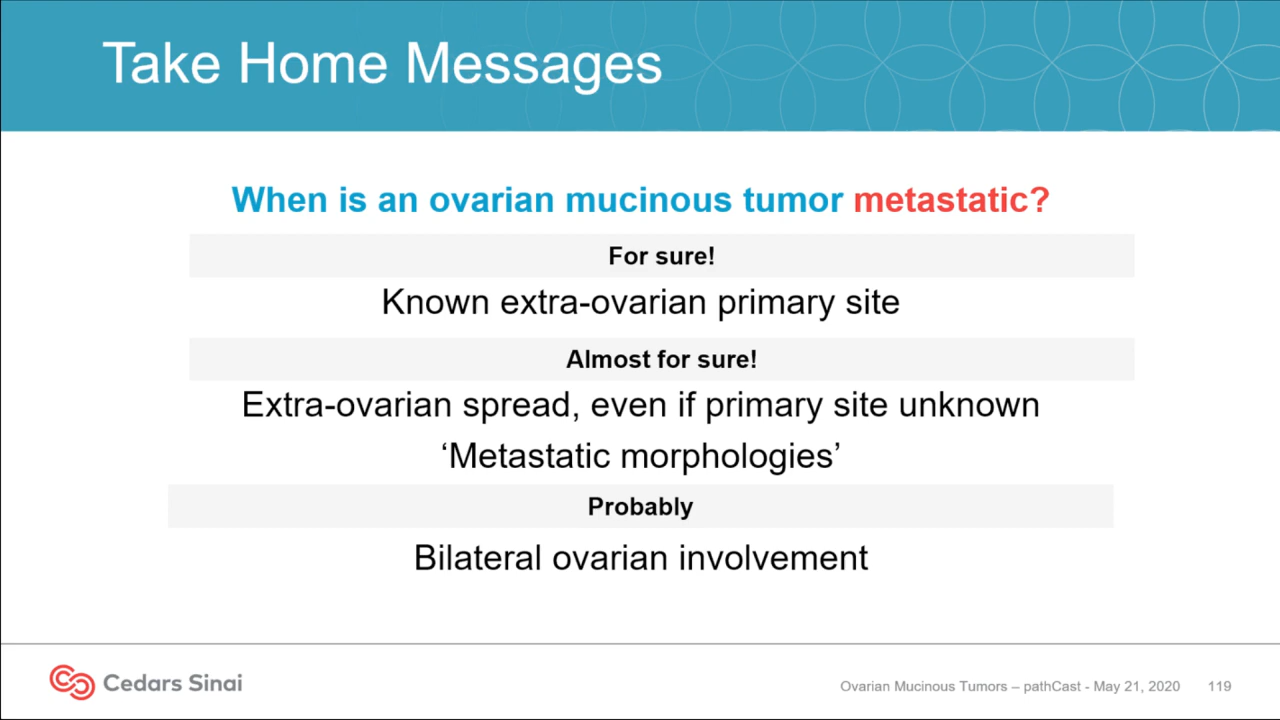 Take Home Messages
When is an ovarian mucinous tumor metastatic?
For sure!
Known extra-ovarian primary site
Almost for sure!
Extra-ovarian spread, even if primary site unknown
‘Metastatic morphologies’
Probably
Bilateral ovarian involvement
Cedars Sinai
Ovarian Mucinous Tumors – pathCast - May 21, 2020 119